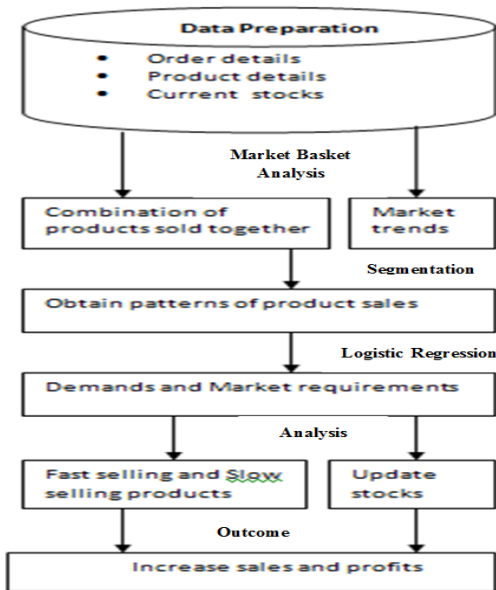 Data Preparation
• Order details
• Product details
• Current stocks
Market Basket
Analysis
Combination of
products sold together
Market
trends
Segmentation
Obtain patterns of product sales
Logistic Regression
Demands and Market requirements
Analysis
Fast selling and Slow
selling products
Update
stocks
Outcome
Increase sales and profits